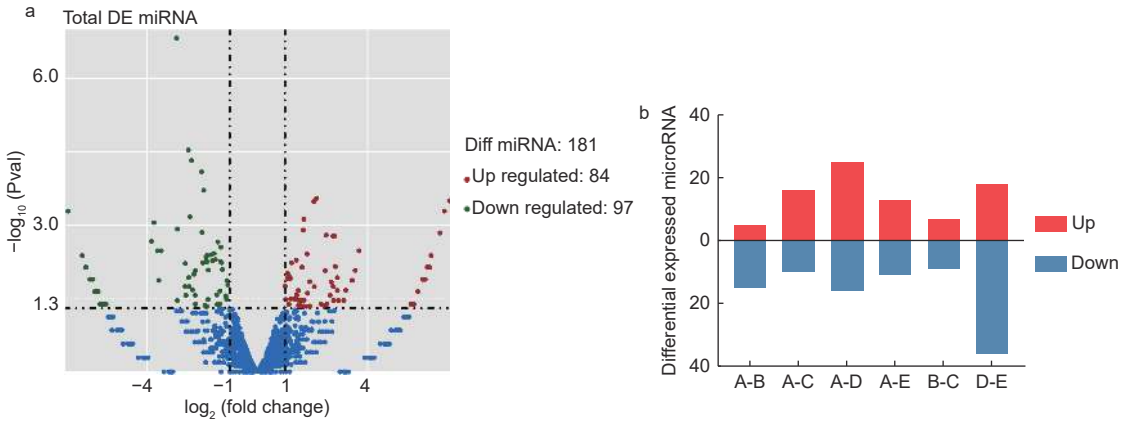 a
Total DE miRNA
6.0
3.0
1.3
−log10 (Pval)
−4
−1
1
4
log2 (fold change)
Diff miRNA: 181
Up regulated: 84
Down regulated: 97
b
Differential expressed microRNA
40
20
0
20
40
A-B
A-C
A-D
A-E
B-C
D-E
Up
Down